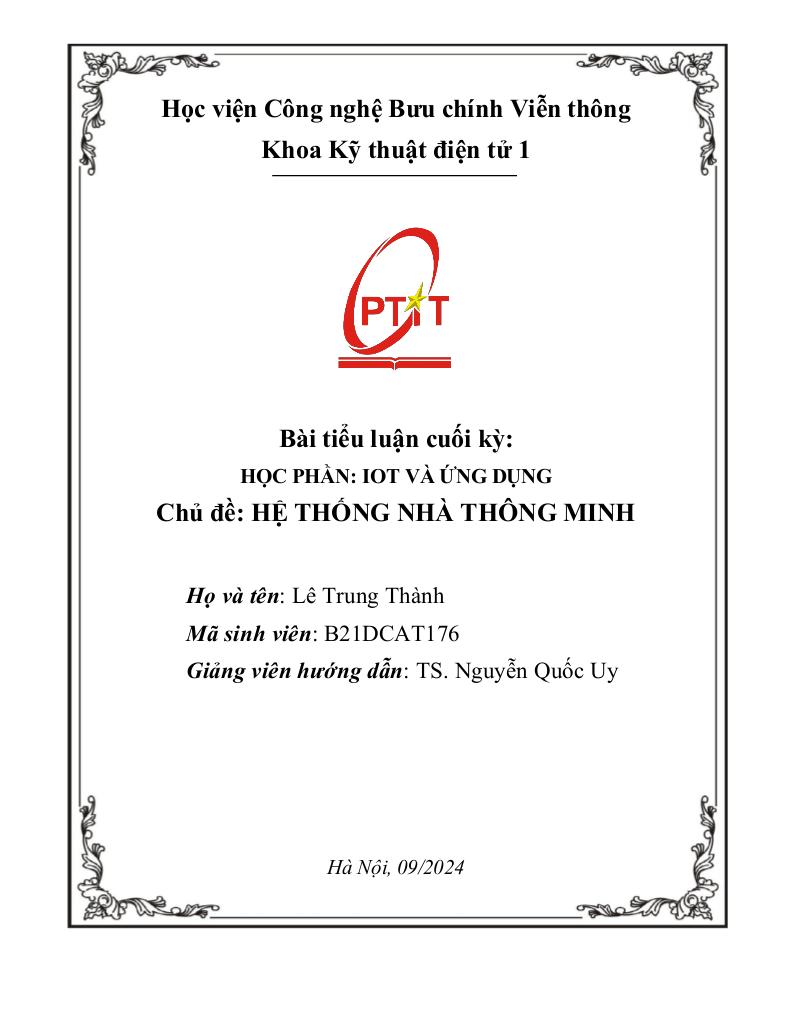 Học viện Công nghệ Bưu chính Viễn thông
Khoa Kỹ thuật điện tử 1
PTIT
Bài tiểu luận cuối kỳ:
HỌC PHẦN: IOT VÀ ỨNG DỤNG
Chủ đề: HỆ THỐNG NHÀ THÔNG MINH
Họ và tên: Lê Trung Thành
Mã sinh viên: B21DCAT176
Giảng viên hướng dẫn: TS. Nguyễn Quốc Uy
Hà Nội, 09/2024